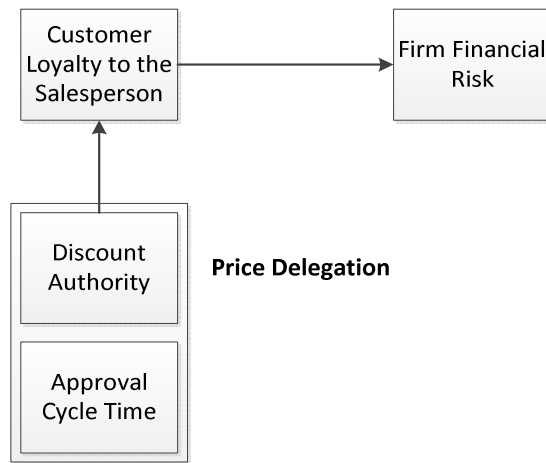 Customer
Loyalty to the
Salesperson
Firm Financial
Risk
Discount
Authority
Price Delegation
Approval
Cycle Time